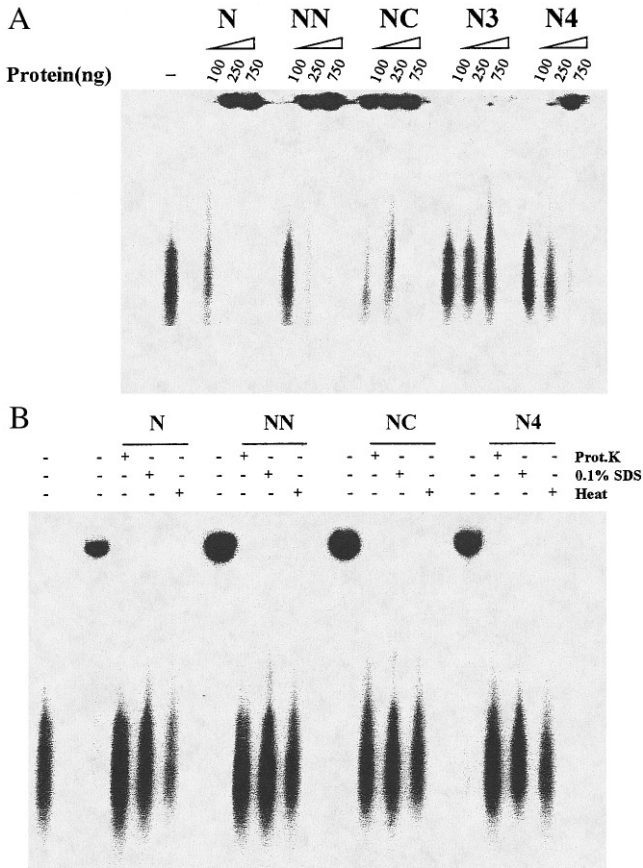 A
N NN NC N3 N4
Protein(ng) – 100 250 750 100 250 750 100 250 750 100 250 750 100 250 750
B
N NN NC N4
- - + - - - + - - - + - - - + - - Prot.K
- - - + - - - + - - - + - - - + - 0.1% SDS
- - - - + - - - + - - - + - - - + Heat